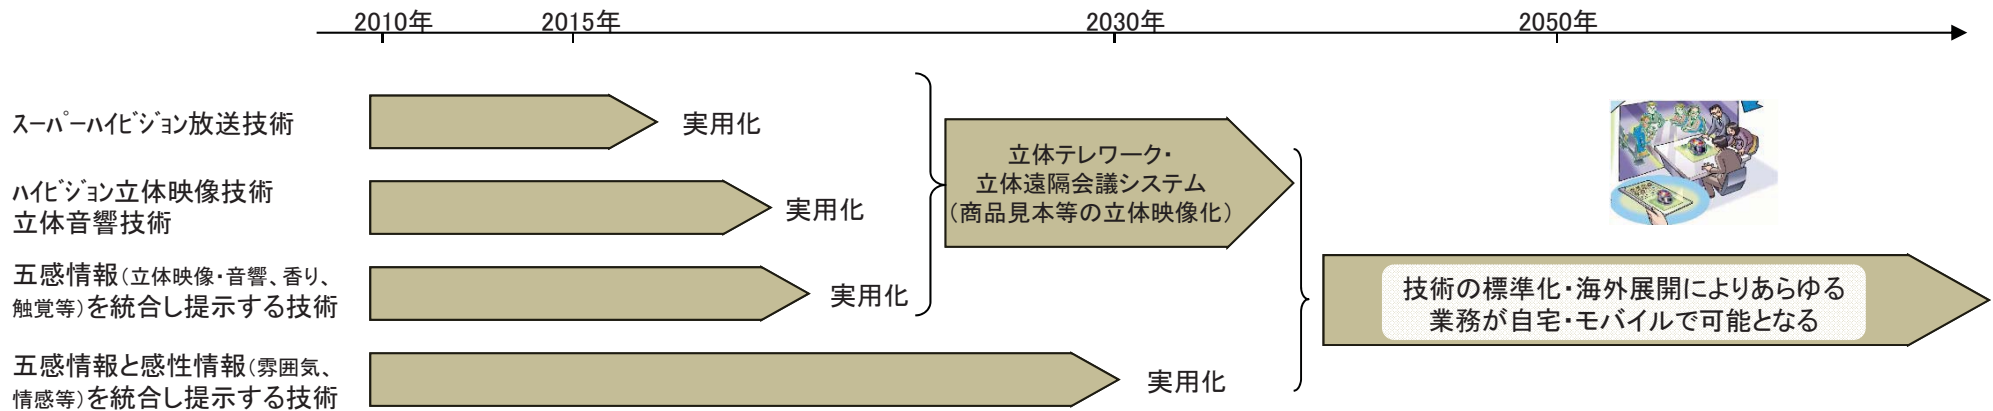 2010年 2015年 2030年 2050年
スーパーハイビジョン放送技術
実用化
ハイビジョン立体映像技術
立体音響技術
実用化
五感情報(立体映像・音響、香り、
触覚等)を統合し提示する技術
実用化
五感情報と感性情報(雰囲気、
情感等)を統合し提示する技術
実用化
立体テレワーク・
立体遠隔会議システム
(商品見本等の立体映像化)
技術の標準化・海外展開によりあらゆる
業務が自宅・モバイルで可能となる